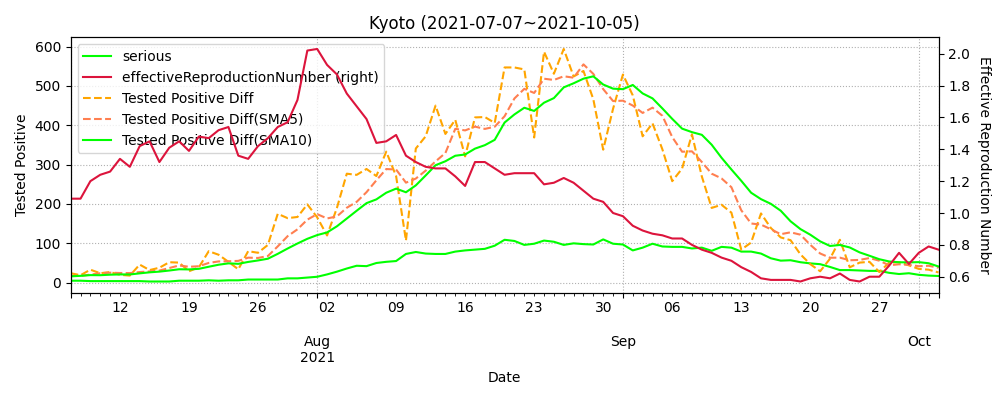 Kyoto (2021-07-07~2021-10-05)
serious
effectiveReproductionNumber (right)
Tested Positive Diff
Tested Positive Diff(SMA5)
Tested Positive Diff(SMA10)
Tested Positive
600
500
400
300
200
100
0
2.0
1.8
1.6
1.4
1.2
1.0
0.8
0.6
Effective Reproduction Number
12 19 26 02 09 16 23 30 06 13 20 27
Aug Sep Oct
2021
Date